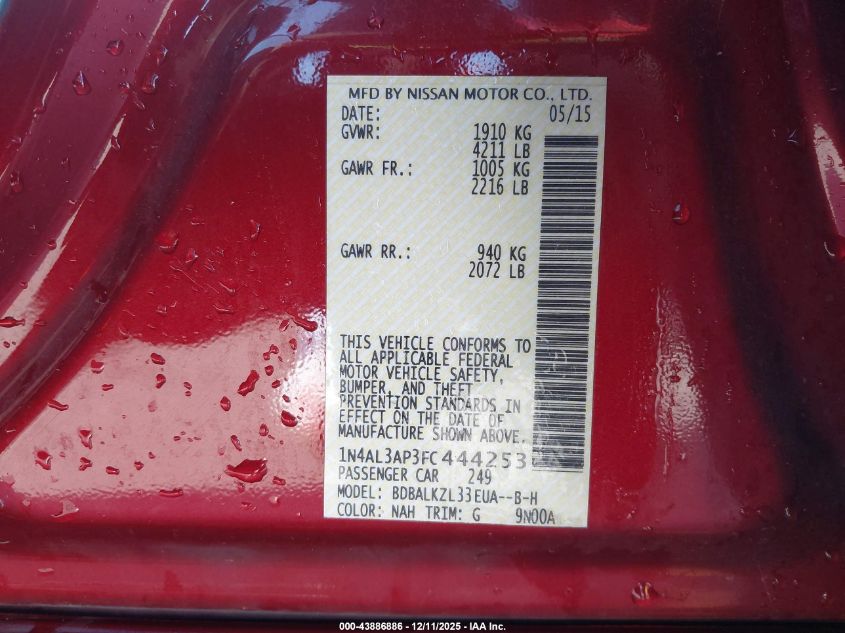 MFD BY NISSAN MOTOR CO., LTD.
DATE: 05/15
GVWR: 1910 KG
4211 LB
GAWR FR.: 1005 KG
2216 LB
GAWR RR.: 940 KG
2072 LB
THIS VEHICLE CONFORMS TO
ALL APPLICABLE FEDERAL
MOTOR VEHICLE SAFETY,
BUMPER, AND THEFT
PREVENTION STANDARDS IN
EFFECT ON THE DATE OF
MANUFACTURE SHOWN ABOVE.
1N4AL3AP3FC444253
PASSENGER CAR 249
MODEL: BDBALKZL33EUA--B-H
COLOR: NAH TRIM: G 9N00A
000-43886886 - 12/11/2025 - IAA Inc.